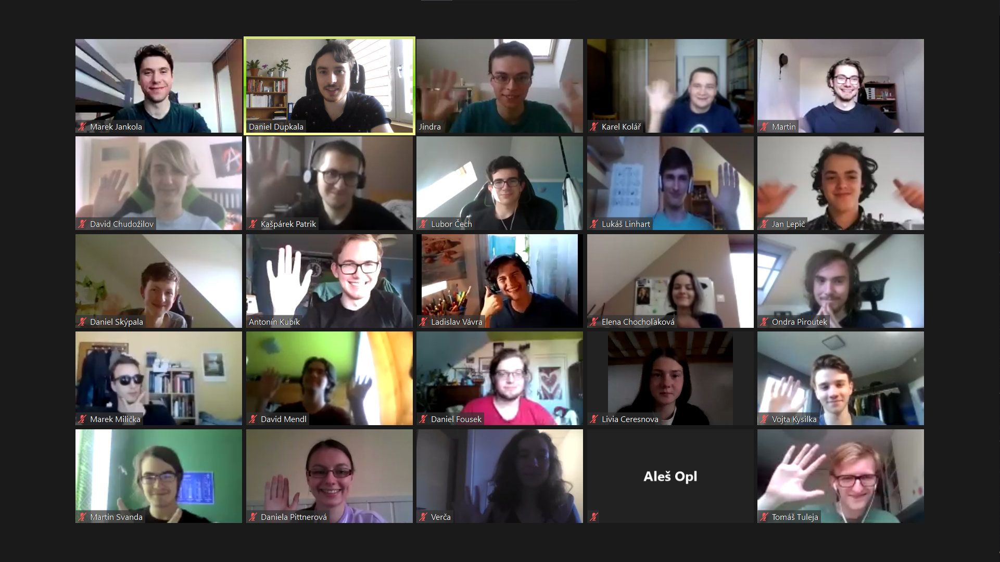 Marek Jankola
Daniel Dupkala
Jindra
Karel Kolář
Martin
David Chudožilov
Kašpárek Patrik
Lubor Čech
Lukáš Linhart
Jan Lepič
Daniel Skýpala
Antonín Kubík
Ladislav Vávra
Elena Chochoľaková
Ondra Piroutek
Marek Milička
David Mendl
Daniel Fousek
Livia Ceresnova
Vojta Kysilka
Martin Svanda
Daniela Pittnerová
Verča
Aleš Opl
Tomáš Tuleja